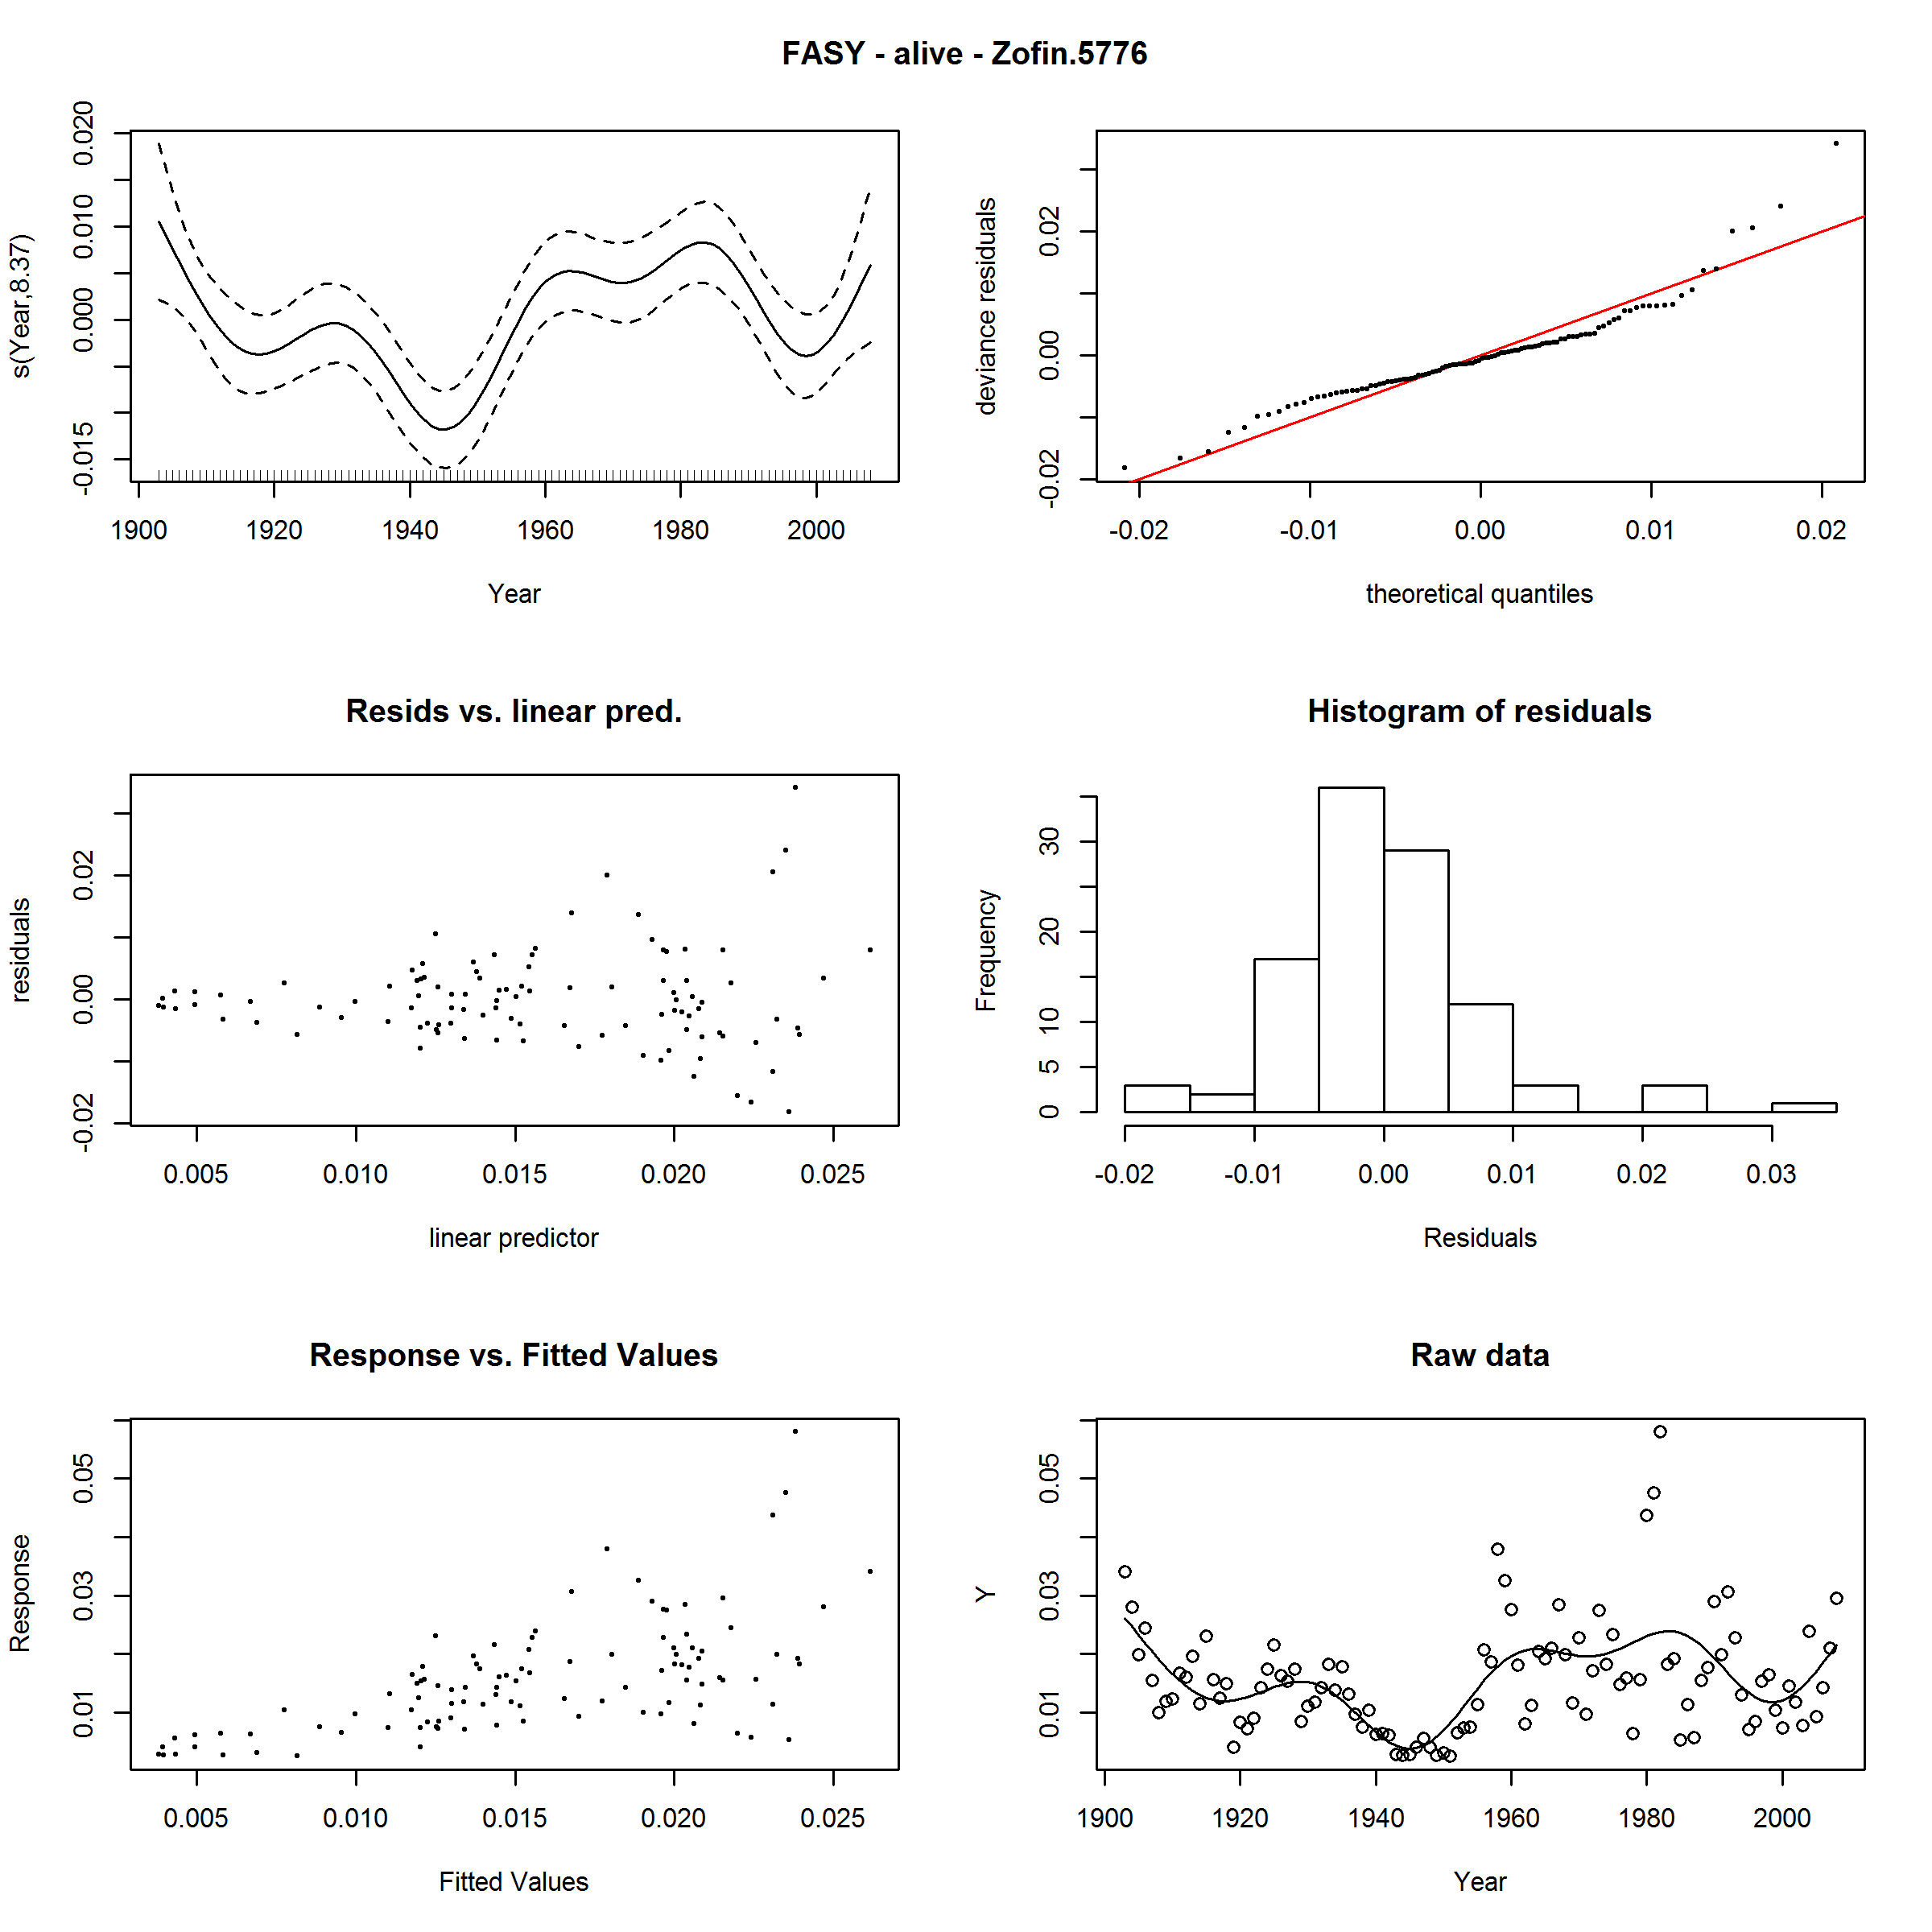 FASY - alive - Zofin.5776
s(Year,8.37)
-0.015 0.000 0.010 0.020
1900 1920 1940 1960 1980 2000
Year
deviance residuals
-0.02 0.00 0.02
-0.02 -0.01 0.00 0.01 0.02
theoretical quantiles
Resids vs. linear pred.
residuals
-0.02 0.00 0.02
0.005 0.010 0.015 0.020 0.025
linear predictor
Histogram of residuals
Frequency
0 5 10 20 30
-0.02 -0.01 0.00 0.01 0.02 0.03
Residuals
Response vs. Fitted Values
Response
0.01 0.03 0.05
0.005 0.010 0.015 0.020 0.025
Fitted Values
Raw data
Y
0.01 0.03 0.05
1900 1920 1940 1960 1980 2000
Year